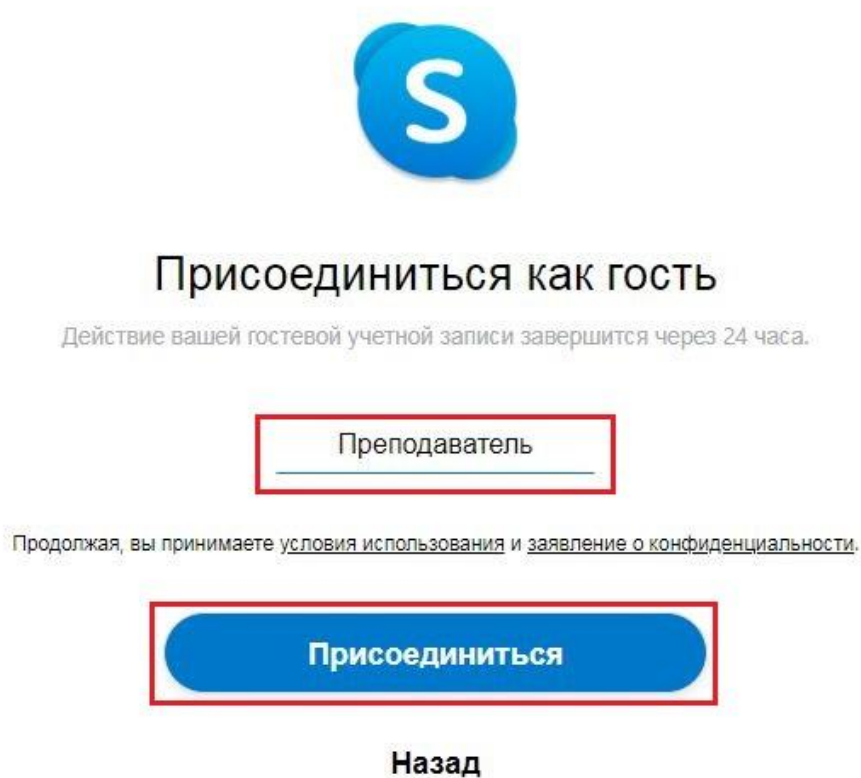 S
Присоединиться как гость
Действие вашей гостевой учетной записи завершится через 24 часа.
Преподаватель
Продолжая, вы принимаете условия использования и заявление о конфиденциальности.
Присоединиться
Назад